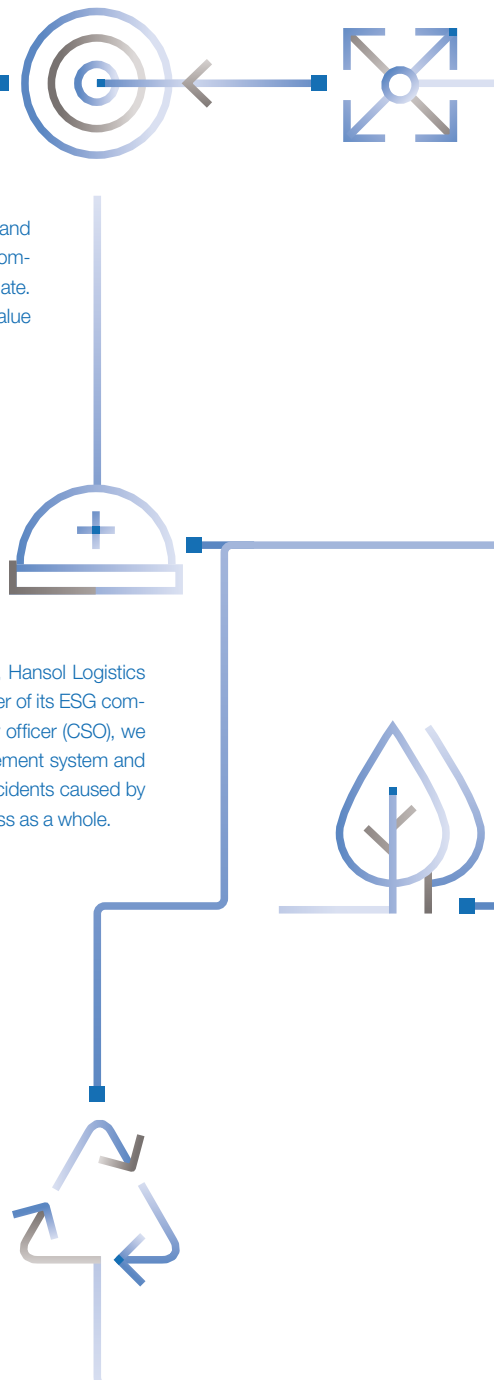 and
om-
ate.
alue
Hansol Logistics
er of its ESG com-
officer (CSO), we
ement system and
cidents caused by
ss as a whole.